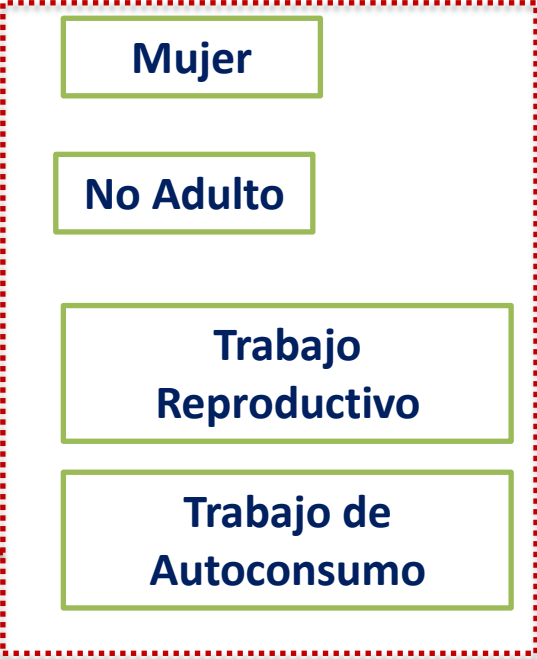 Mujer
No Adulto
Trabajo
Reproductivo
Trabajo de
Autoconsumo